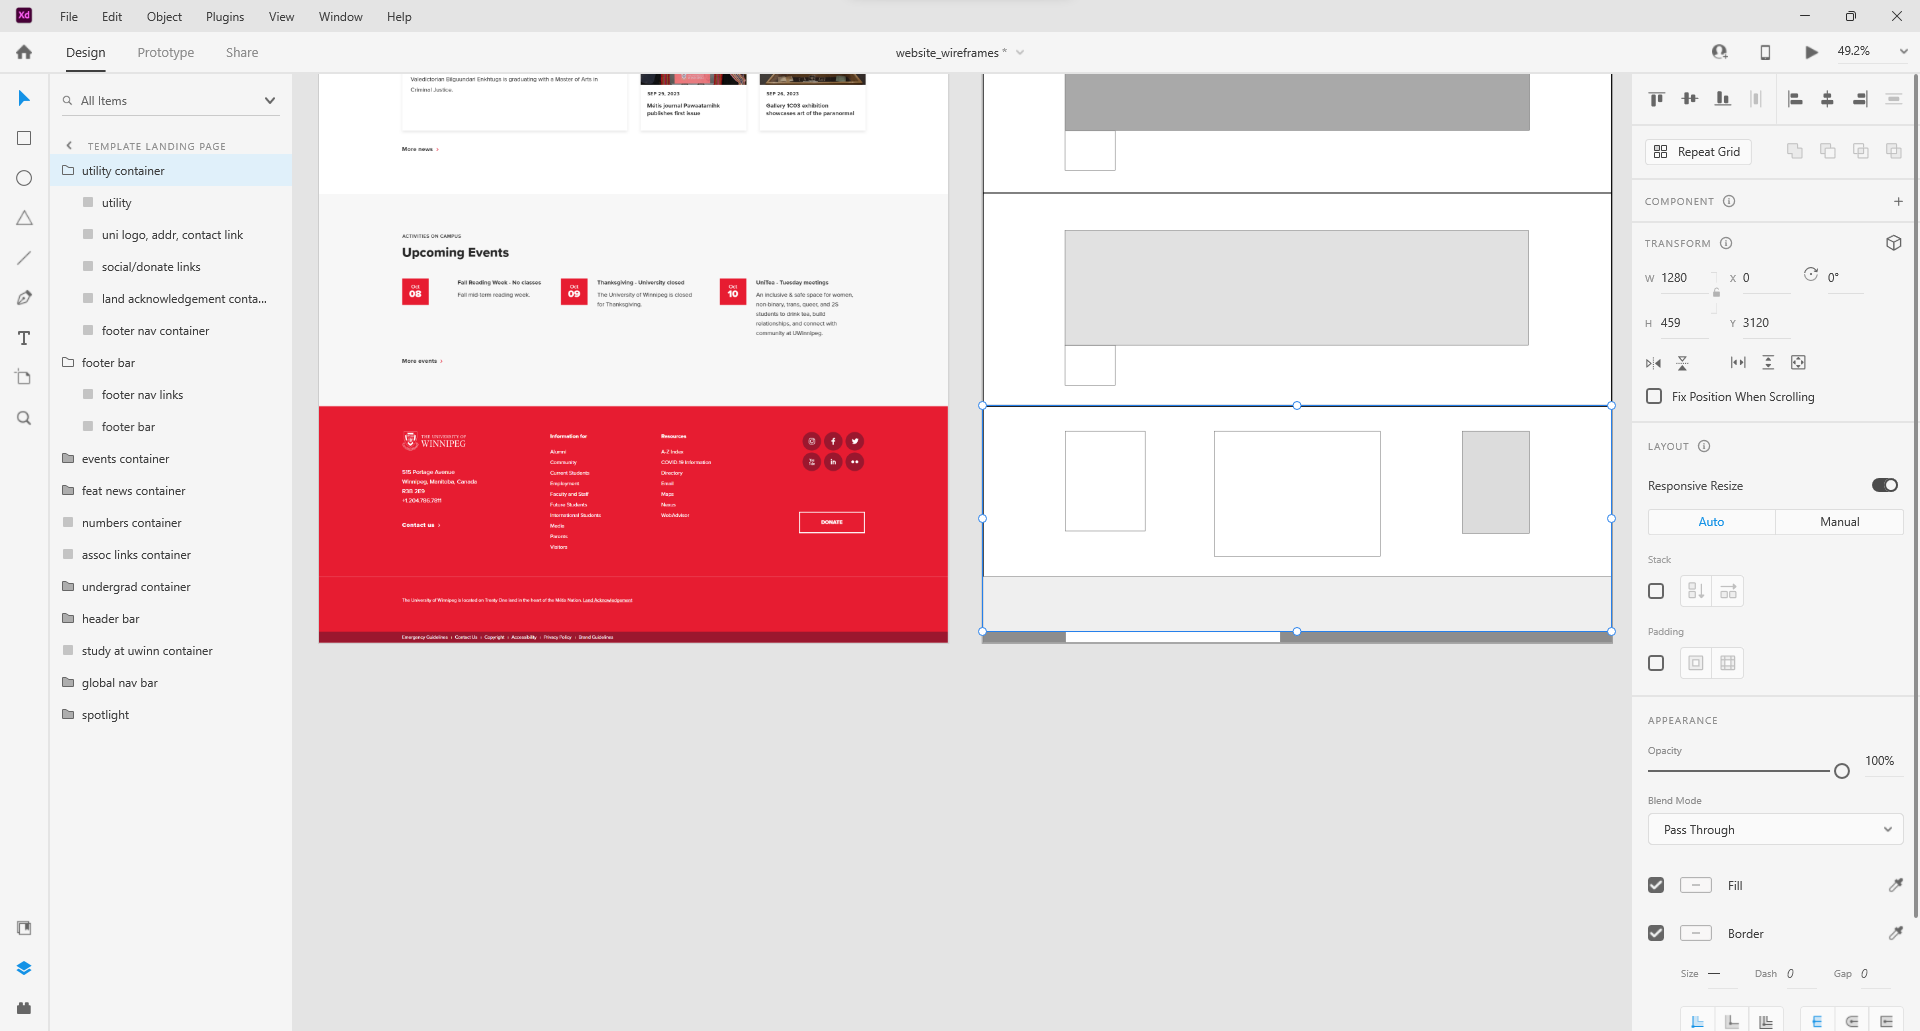 Xd File Edit Object Plugins View Window Help
Design Prototype Share
website_wireframes *
49.2%
All Items
TEMPLATE LANDING PAGE
utility container
utility
uni logo, addr, contact link
social/donate links
land acknowledgement conta...
footer nav container
footer bar
footer nav links
footer bar
events container
feat news container
numbers container
assoc links container
undergrad container
header bar
study at uwinn container
global nav bar
spotlight
Valedictorian Bilguundari Enkhtugs is graduating with a Master of Arts in
Criminal Justice.
SEP 29, 2023
Métis journal Pawaatamihk
publishes first issue
SEP 26, 2023
Gallery 1C03 exhibition
showcases art of the paranormal
More news ›
ACTIVITIES ON CAMPUS
Upcoming Events
Oct
08
Fall Reading Week - No classes
Fall mid-term reading week.
Oct
09
Thanksgiving - University closed
The University of Winnipeg is closed
for Thanksgiving.
Oct
10
UniTea - Tuesday meetings
An inclusive & safe space for women,
non-binary, trans, queer, and 2S
students to drink tea, build
relationships, and connect with
community at UWinnipeg.
More events ›
THE UNIVERSITY OF
WINNIPEG
515 Portage Avenue
Winnipeg, Manitoba, Canada
R3B 2E9
+1.204.786.7811
Contact us ›
Information for
Alumni
Community
Current Students
Employment
Faculty and Staff
Future Students
International Students
Media
Parents
Visitors
Resources
A-Z Index
COVID-19 Information
Directory
Email
Maps
Nexus
WebAdvisor
DONATE
The University of Winnipeg is located on Treaty One land in the heart of the Métis Nation. Land Acknowledgement
Emergency Guidelines | Contact Us | Copyright | Accessibility | Privacy Policy | Brand Guidelines
Repeat Grid
COMPONENT
TRANSFORM
W 1280 X 0 0°
H 459 Y 3120
Fix Position When Scrolling
LAYOUT
Responsive Resize
Auto Manual
Stack
Padding
APPEARANCE
Opacity
100%
Blend Mode
Pass Through
Fill
Border
Size — Dash 0 Gap 0